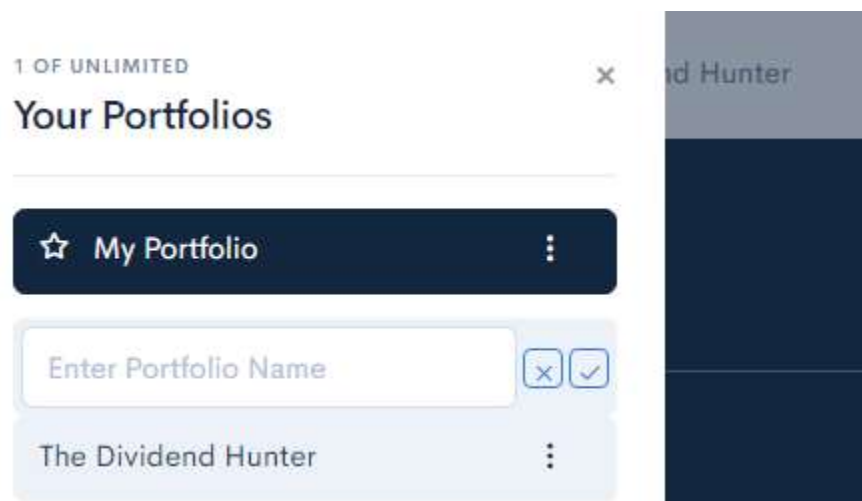 1 OF UNLIMITED
Your Portfolios
nd Hunter
My Portfolio
Enter Portfolio Name
The Dividend Hunter